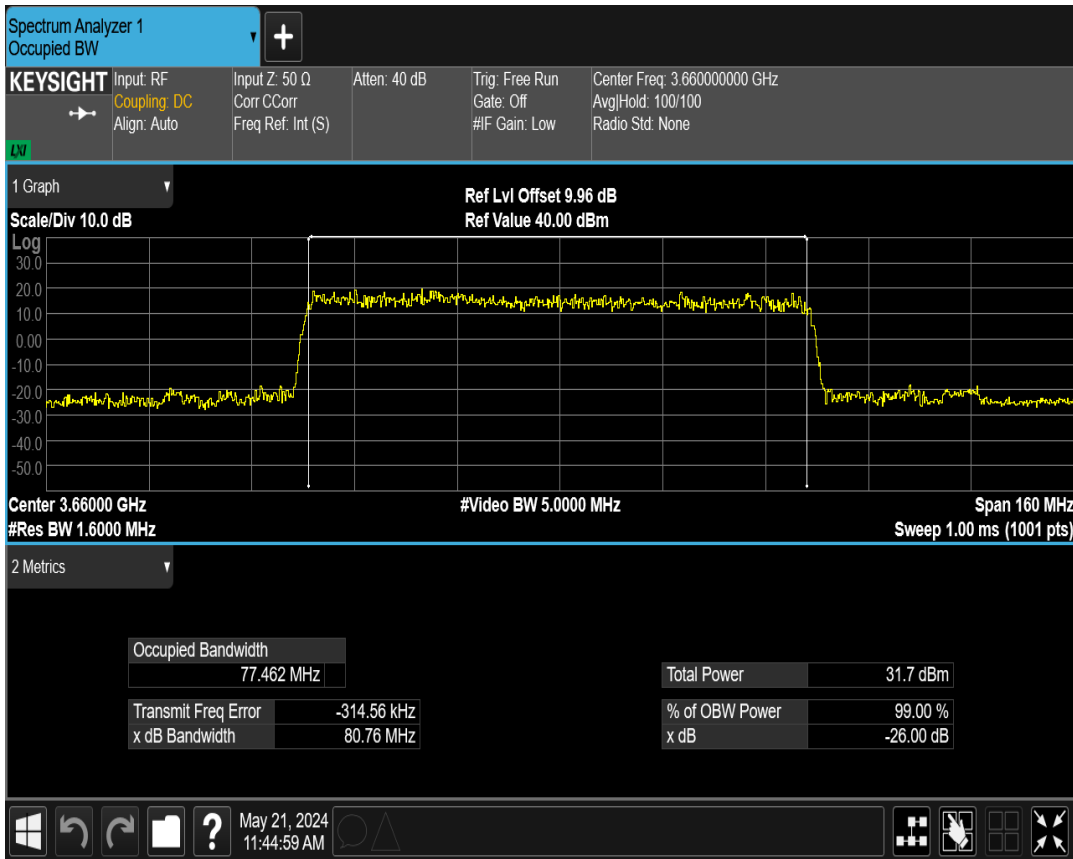 Spectrum Analyzer 1
Occupied BW
KEYSIGHT
LXI
Input: RF
Coupling: DC
Align: Auto
Input Z: 50 Ω
Corr CCorr
Freq Ref: Int (S)
Atten: 40 dB
Trig: Free Run
Gate: Off
#IF Gain: Low
Center Freq: 3.660000000 GHz
Avg|Hold: 100/100
Radio Std: None
1 Graph
Scale/Div 10.0 dB
Ref Lvl Offset 9.96 dB
Ref Value 40.00 dBm
Log
30.0
20.0
10.0
0.00
-10.0
-20.0
-30.0
-40.0
-50.0
Center 3.66000 GHz
#Video BW 5.0000 MHz
Span 160 MHz
#Res BW 1.6000 MHz
Sweep 1.00 ms (1001 pts)
2 Metrics
Occupied Bandwidth
77.462 MHz
Total Power 31.7 dBm
Transmit Freq Error -314.56 kHz
% of OBW Power 99.00 %
x dB Bandwidth 80.76 MHz
x dB -26.00 dB
?
May 21, 2024
11:44:59 AM